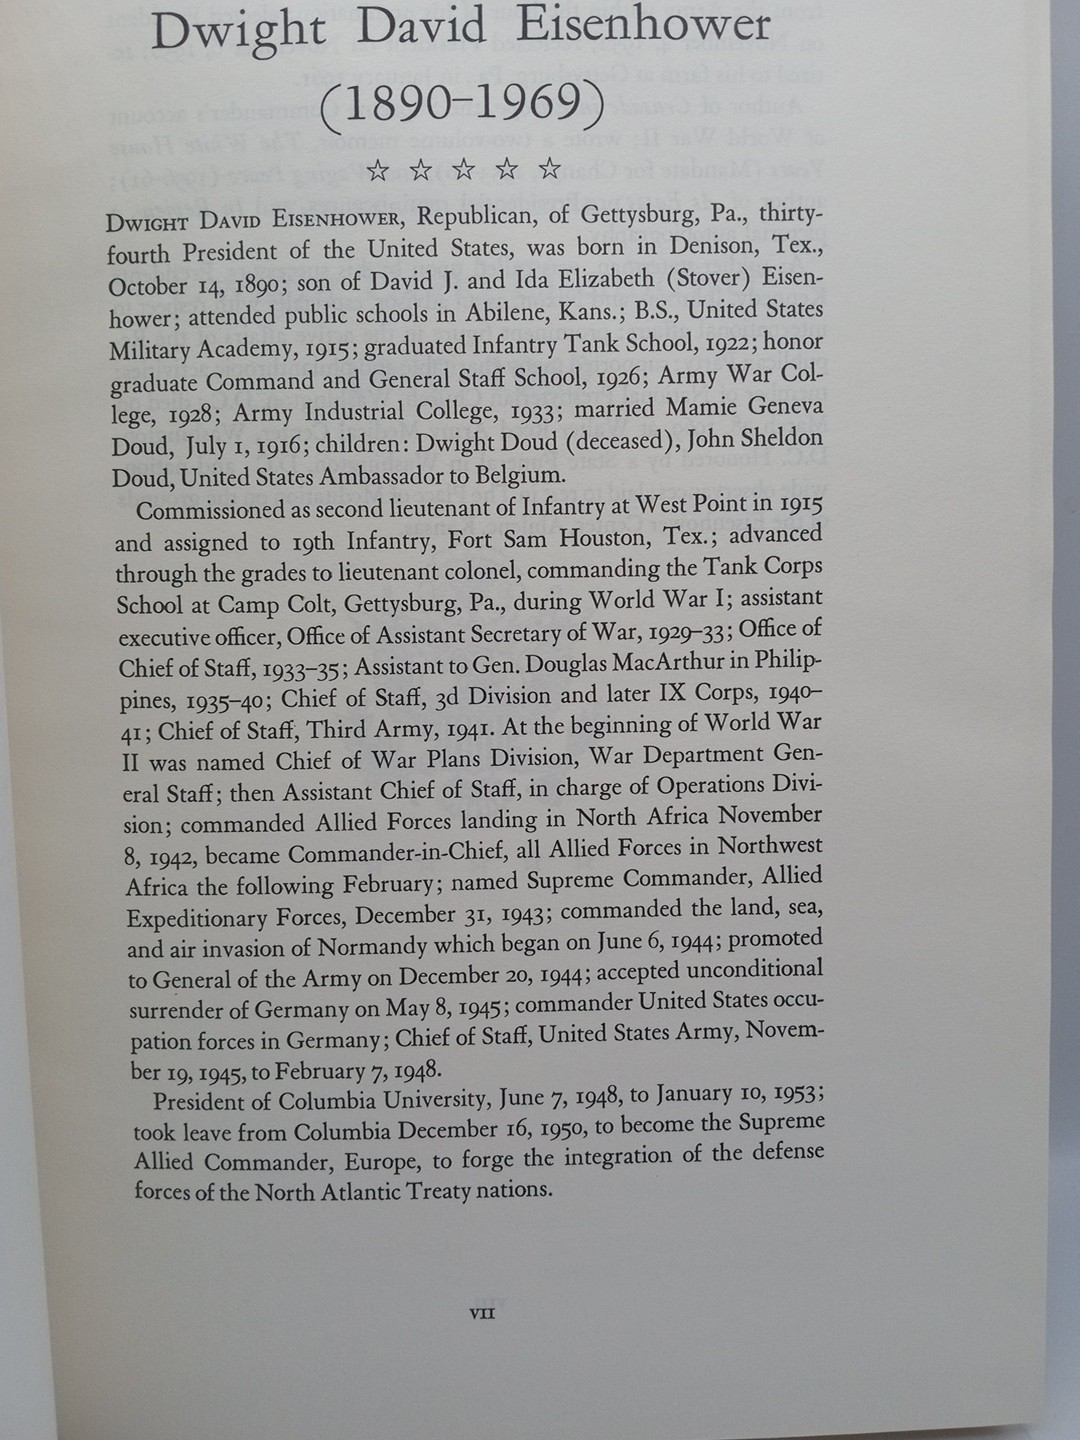 Dwight David Eisenhower
(1890–1969)
☆ ☆ ☆ ☆ ☆
Dwight David Eisenhower, Republican, of Gettysburg, Pa., thirty-
fourth President of the United States, was born in Denison, Tex.,
October 14, 1890; son of David J. and Ida Elizabeth (Stover) Eisen-
hower; attended public schools in Abilene, Kans.; B.S., United States
Military Academy, 1915; graduated Infantry Tank School, 1922; honor
graduate Command and General Staff School, 1926; Army War Col-
lege, 1928; Army Industrial College, 1933; married Mamie Geneva
Doud, July 1, 1916; children: Dwight Doud (deceased), John Sheldon
Doud, United States Ambassador to Belgium.
Commissioned as second lieutenant of Infantry at West Point in 1915
and assigned to 19th Infantry, Fort Sam Houston, Tex.; advanced
through the grades to lieutenant colonel, commanding the Tank Corps
School at Camp Colt, Gettysburg, Pa., during World War I; assistant
executive officer, Office of Assistant Secretary of War, 1929–33; Office of
Chief of Staff, 1933–35; Assistant to Gen. Douglas MacArthur in Philip-
pines, 1935–40; Chief of Staff, 3d Division and later IX Corps, 1940–
41; Chief of Staff, Third Army, 1941. At the beginning of World War
II was named Chief of War Plans Division, War Department Gen-
eral Staff; then Assistant Chief of Staff, in charge of Operations Divi-
sion; commanded Allied Forces landing in North Africa November
8, 1942, became Commander-in-Chief, all Allied Forces in Northwest
Africa the following February; named Supreme Commander, Allied
Expeditionary Forces, December 31, 1943; commanded the land, sea,
and air invasion of Normandy which began on June 6, 1944; promoted
to General of the Army on December 20, 1944; accepted unconditional
surrender of Germany on May 8, 1945; commander United States occu-
pation forces in Germany; Chief of Staff, United States Army, Novem-
ber 19, 1945, to February 7, 1948.
President of Columbia University, June 7, 1948, to January 10, 1953;
took leave from Columbia December 16, 1950, to become the Supreme
Allied Commander, Europe, to forge the integration of the defense
forces of the North Atlantic Treaty nations.
VII